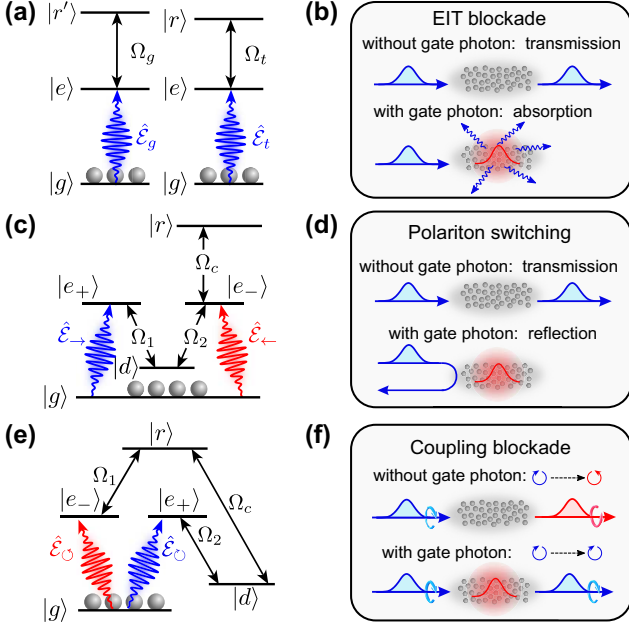 (a)
|r'⟩
|r⟩
Ω_g
Ω_t
|e⟩
|e⟩
Ê_g
Ê_t
|g⟩
|g⟩
(b)
EIT blockade
without gate photon: transmission
with gate photon: absorption
(c)
|r⟩
Ω_c
|e_+⟩
|e_-⟩
Ω_1
Ω_2
Ê_→
Ê_←
|d⟩
|g⟩
(d)
Polariton switching
without gate photon: transmission
with gate photon: reflection
(e)
|r⟩
Ω_1
|e_-⟩
|e_+⟩
Ω_c
Ω_2
Ê_↺
Ê_↻
|d⟩
|g⟩
(f)
Coupling blockade
without gate photon: ↻ ⇢ ↻
with gate photon: ↻ ⇢ ↻